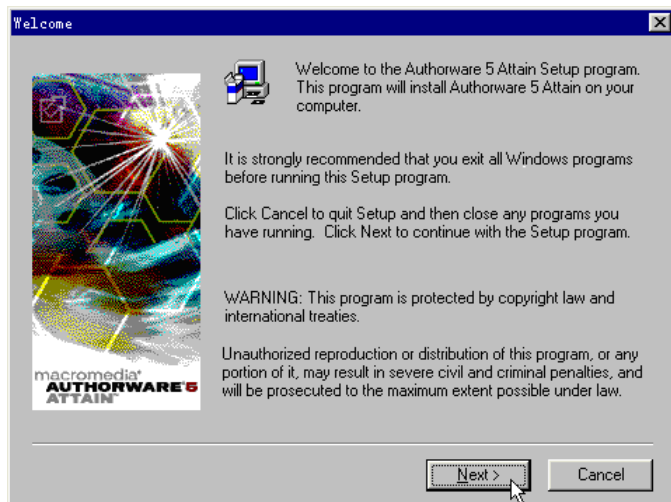 Welcome
Welcome to the Authorware 5 Attain Setup program.
This program will install Authorware 5 Attain on your
computer.
It is strongly recommended that you exit all Windows programs
before running this Setup program.
Click Cancel to quit Setup and then close any programs you
have running. Click Next to continue with the Setup program.
WARNING: This program is protected by copyright law and
international treaties.
Unauthorized reproduction or distribution of this program, or any
portion of it, may result in severe civil and criminal penalties, and
will be prosecuted to the maximum extent possible under law.
macromedia®
AUTHORWARE 5
ATTAIN™
Next >
Cancel